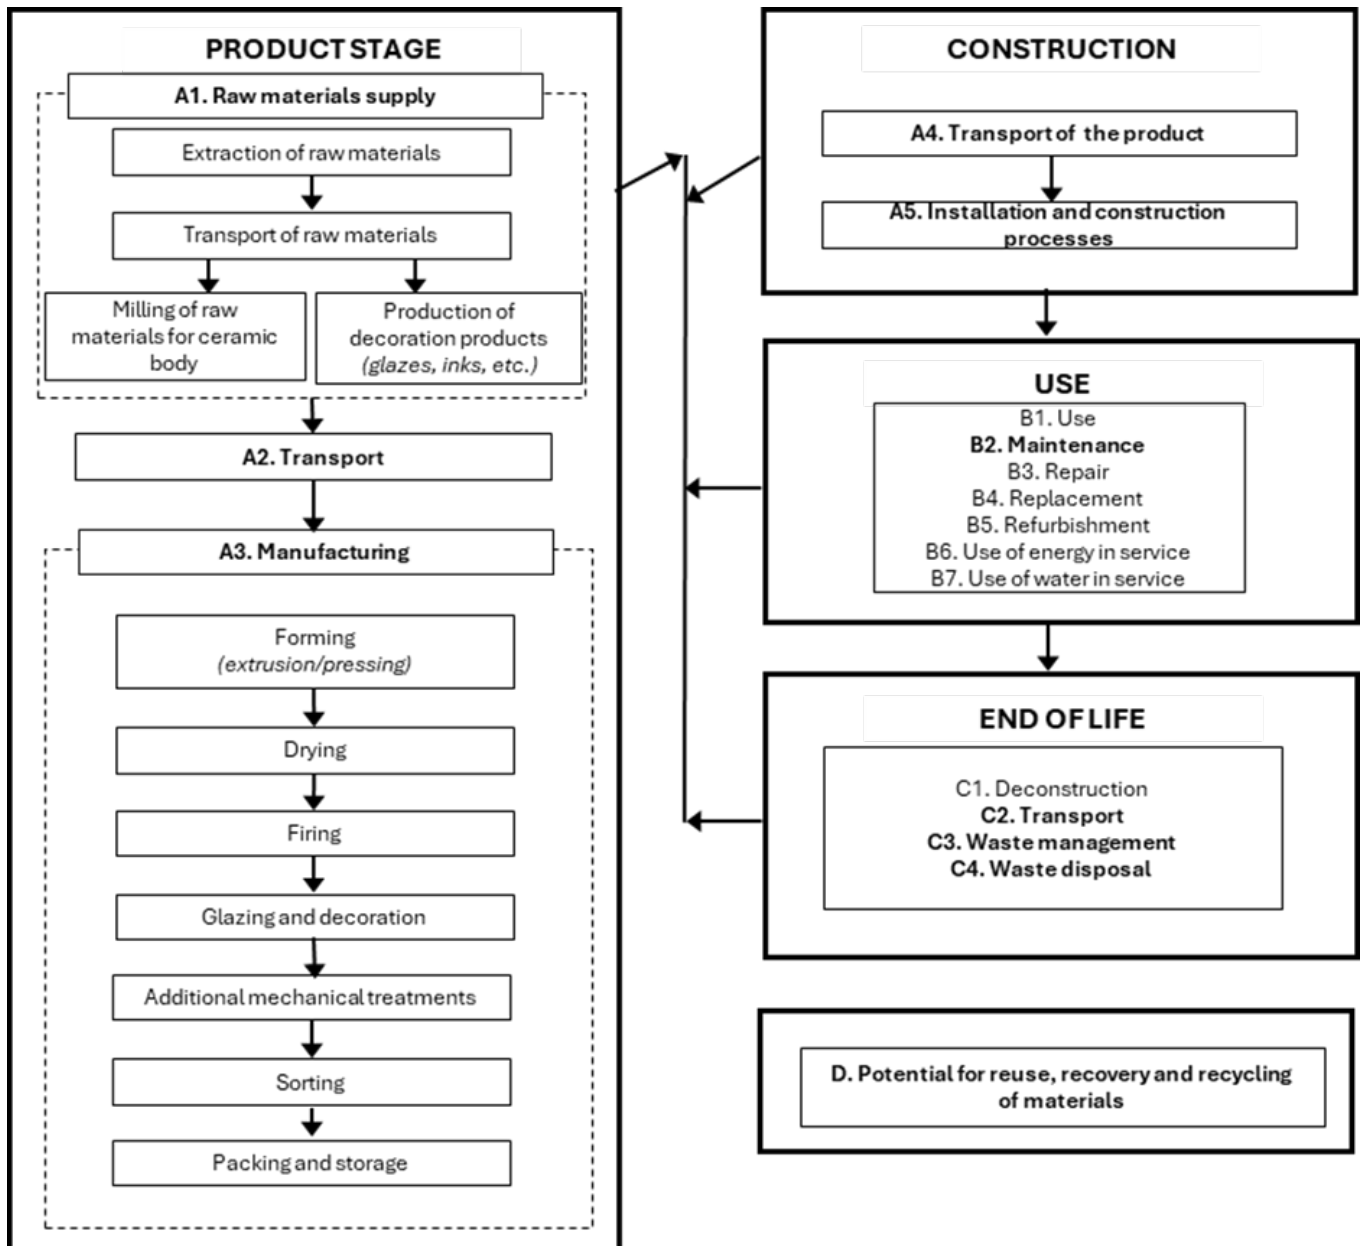 PRODUCT STAGE
A1. Raw materials supply
Extraction of raw materials
Transport of raw materials
Milling of raw
materials for ceramic
body
Production of
decoration products
(glazes, inks, etc.)
A2. Transport
A3. Manufacturing
Forming
(extrusion/pressing)
Drying
Firing
Glazing and decoration
Additional mechanical treatments
Sorting
Packing and storage
CONSTRUCTION
A4. Transport of the product
A5. Installation and construction
processes
USE
B1. Use
B2. Maintenance
B3. Repair
B4. Replacement
B5. Refurbishment
B6. Use of energy in service
B7. Use of water in service
END OF LIFE
C1. Deconstruction
C2. Transport
C3. Waste management
C4. Waste disposal
D. Potential for reuse, recovery and recycling
of materials